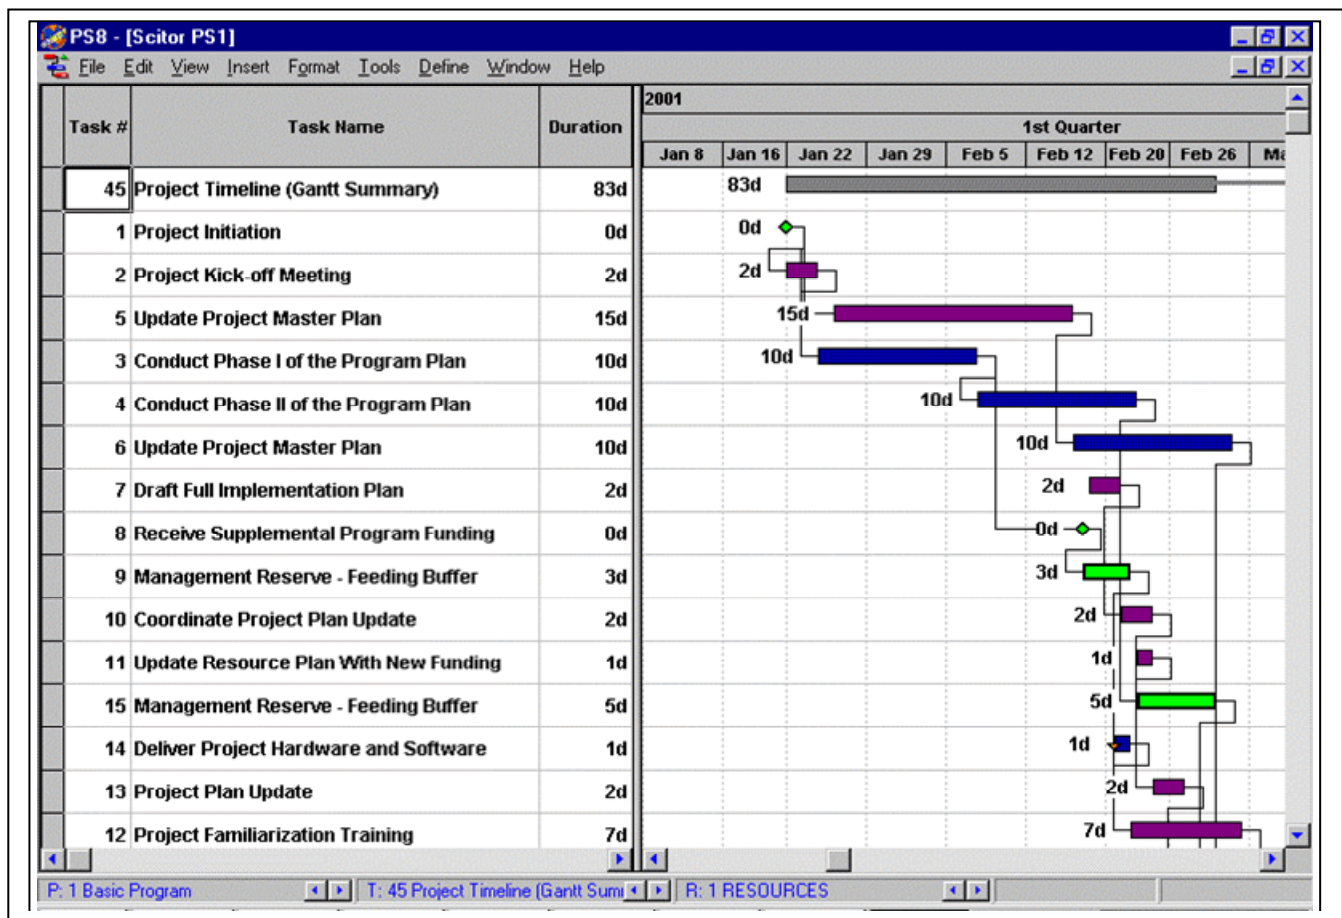 PS8 - [Scitor PS1]
File Edit View Insert Format Tools Define Window Help
2001
Task # Task Name Duration 1st Quarter
Jan 8 Jan 16 Jan 22 Jan 29 Feb 5 Feb 12 Feb 20 Feb 26 Ma
45 Project Timeline (Gantt Summary) 83d 83d
1 Project Initiation 0d 0d
2 Project Kick-off Meeting 2d 2d
5 Update Project Master Plan 15d 15d
3 Conduct Phase I of the Program Plan 10d 10d
4 Conduct Phase II of the Program Plan 10d 10d
6 Update Project Master Plan 10d 10d
7 Draft Full Implementation Plan 2d 2d
8 Receive Supplemental Program Funding 0d 0d
9 Management Reserve - Feeding Buffer 3d 3d
10 Coordinate Project Plan Update 2d 2d
11 Update Resource Plan With New Funding 1d 1d
15 Management Reserve - Feeding Buffer 5d 5d
14 Deliver Project Hardware and Software 1d 1d
13 Project Plan Update 2d 2d
12 Project Familiarization Training 7d 7d
P: 1 Basic Program T: 45 Project Timeline (Gantt Sum R: 1 RESOURCES